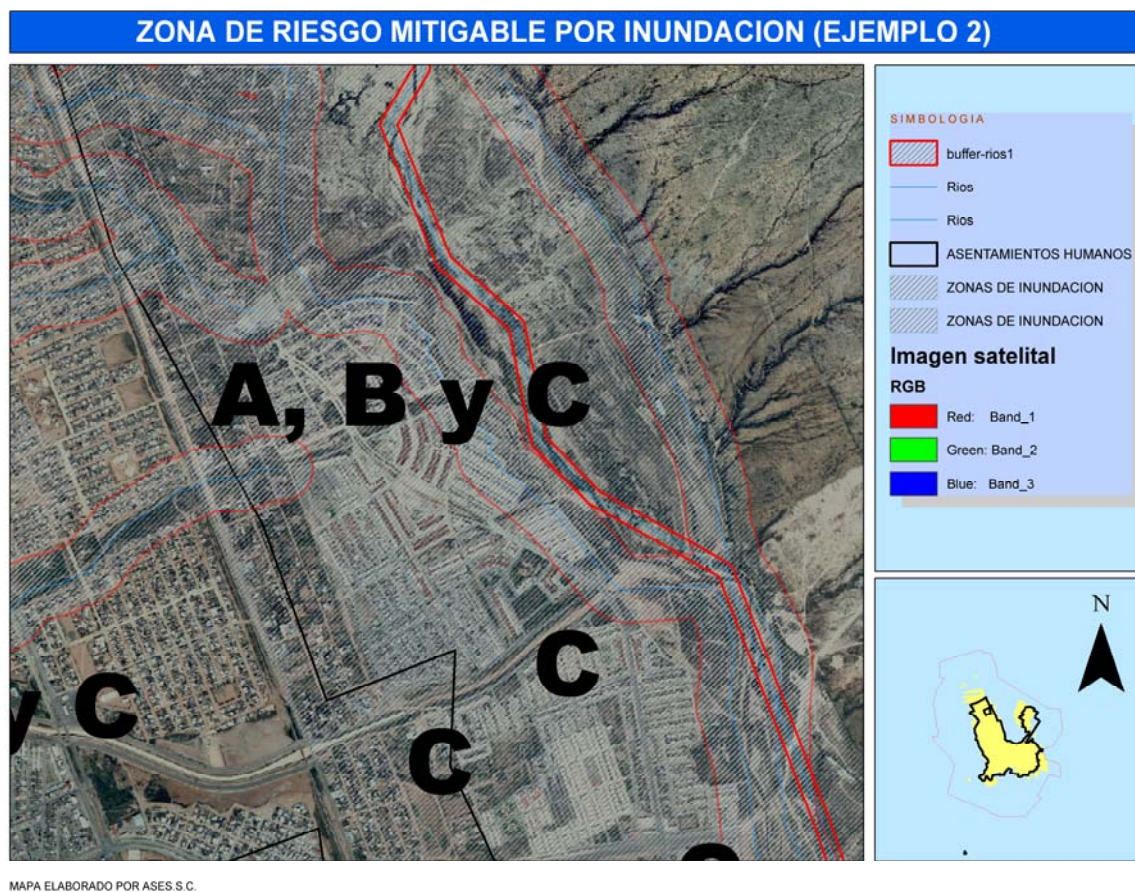 ZONA DE RIESGO MITIGABLE POR INUNDACION (EJEMPLO 2)
A, B y C
C
y C
C
C
SIMBOLOGIA
buffer-rios1
Rios
Rios
ASENTAMIENTOS HUMANOS
ZONAS DE INUNDACION
ZONAS DE INUNDACION
Imagen satelital
RGB
Red: Band_1
Green: Band_2
Blue: Band_3
N
MAPA ELABORADO POR ASES.S.C.